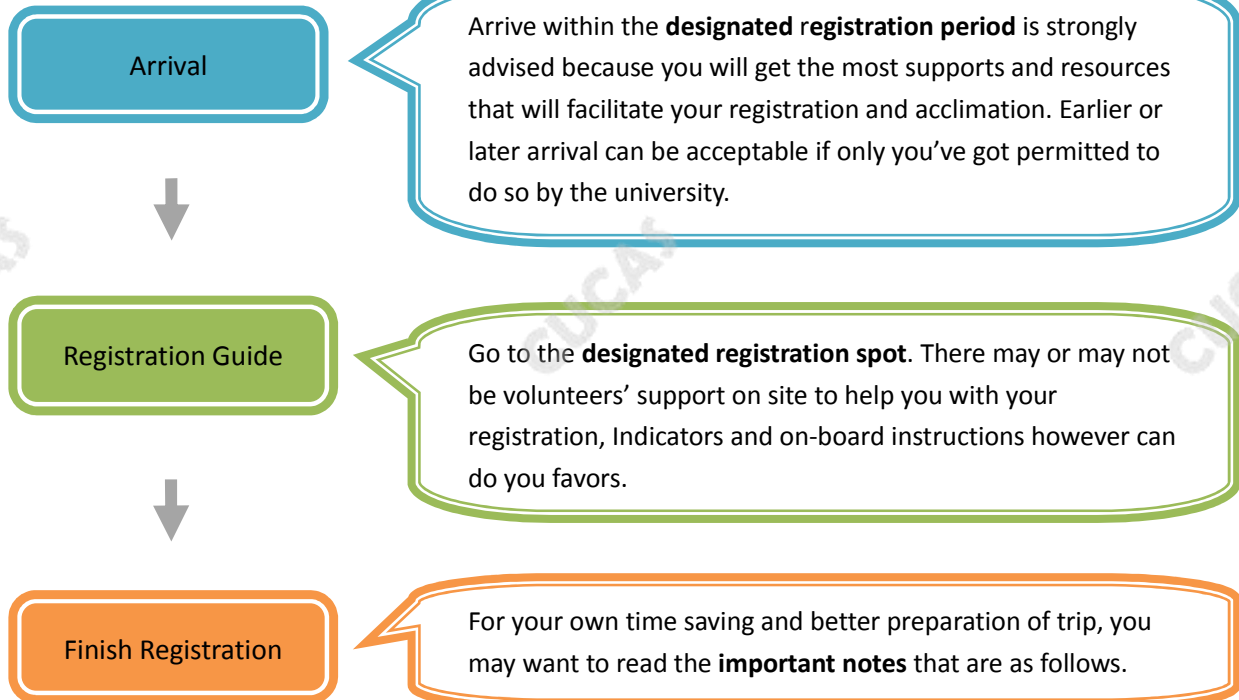 Arrival
Arrive within the designated registration period is strongly
advised because you will get the most supports and resources
that will facilitate your registration and acclimation. Earlier or
later arrival can be acceptable if only you've got permitted to
do so by the university.
CUCAS
Registration Guide
Go to the designated registration spot. There may or may not
be volunteers' support on site to help you with your
registration, Indicators and on-board instructions however can
do you favors.
Finish Registration
For your own time saving and better preparation of trip, you
may want to read the important notes that are as follows.